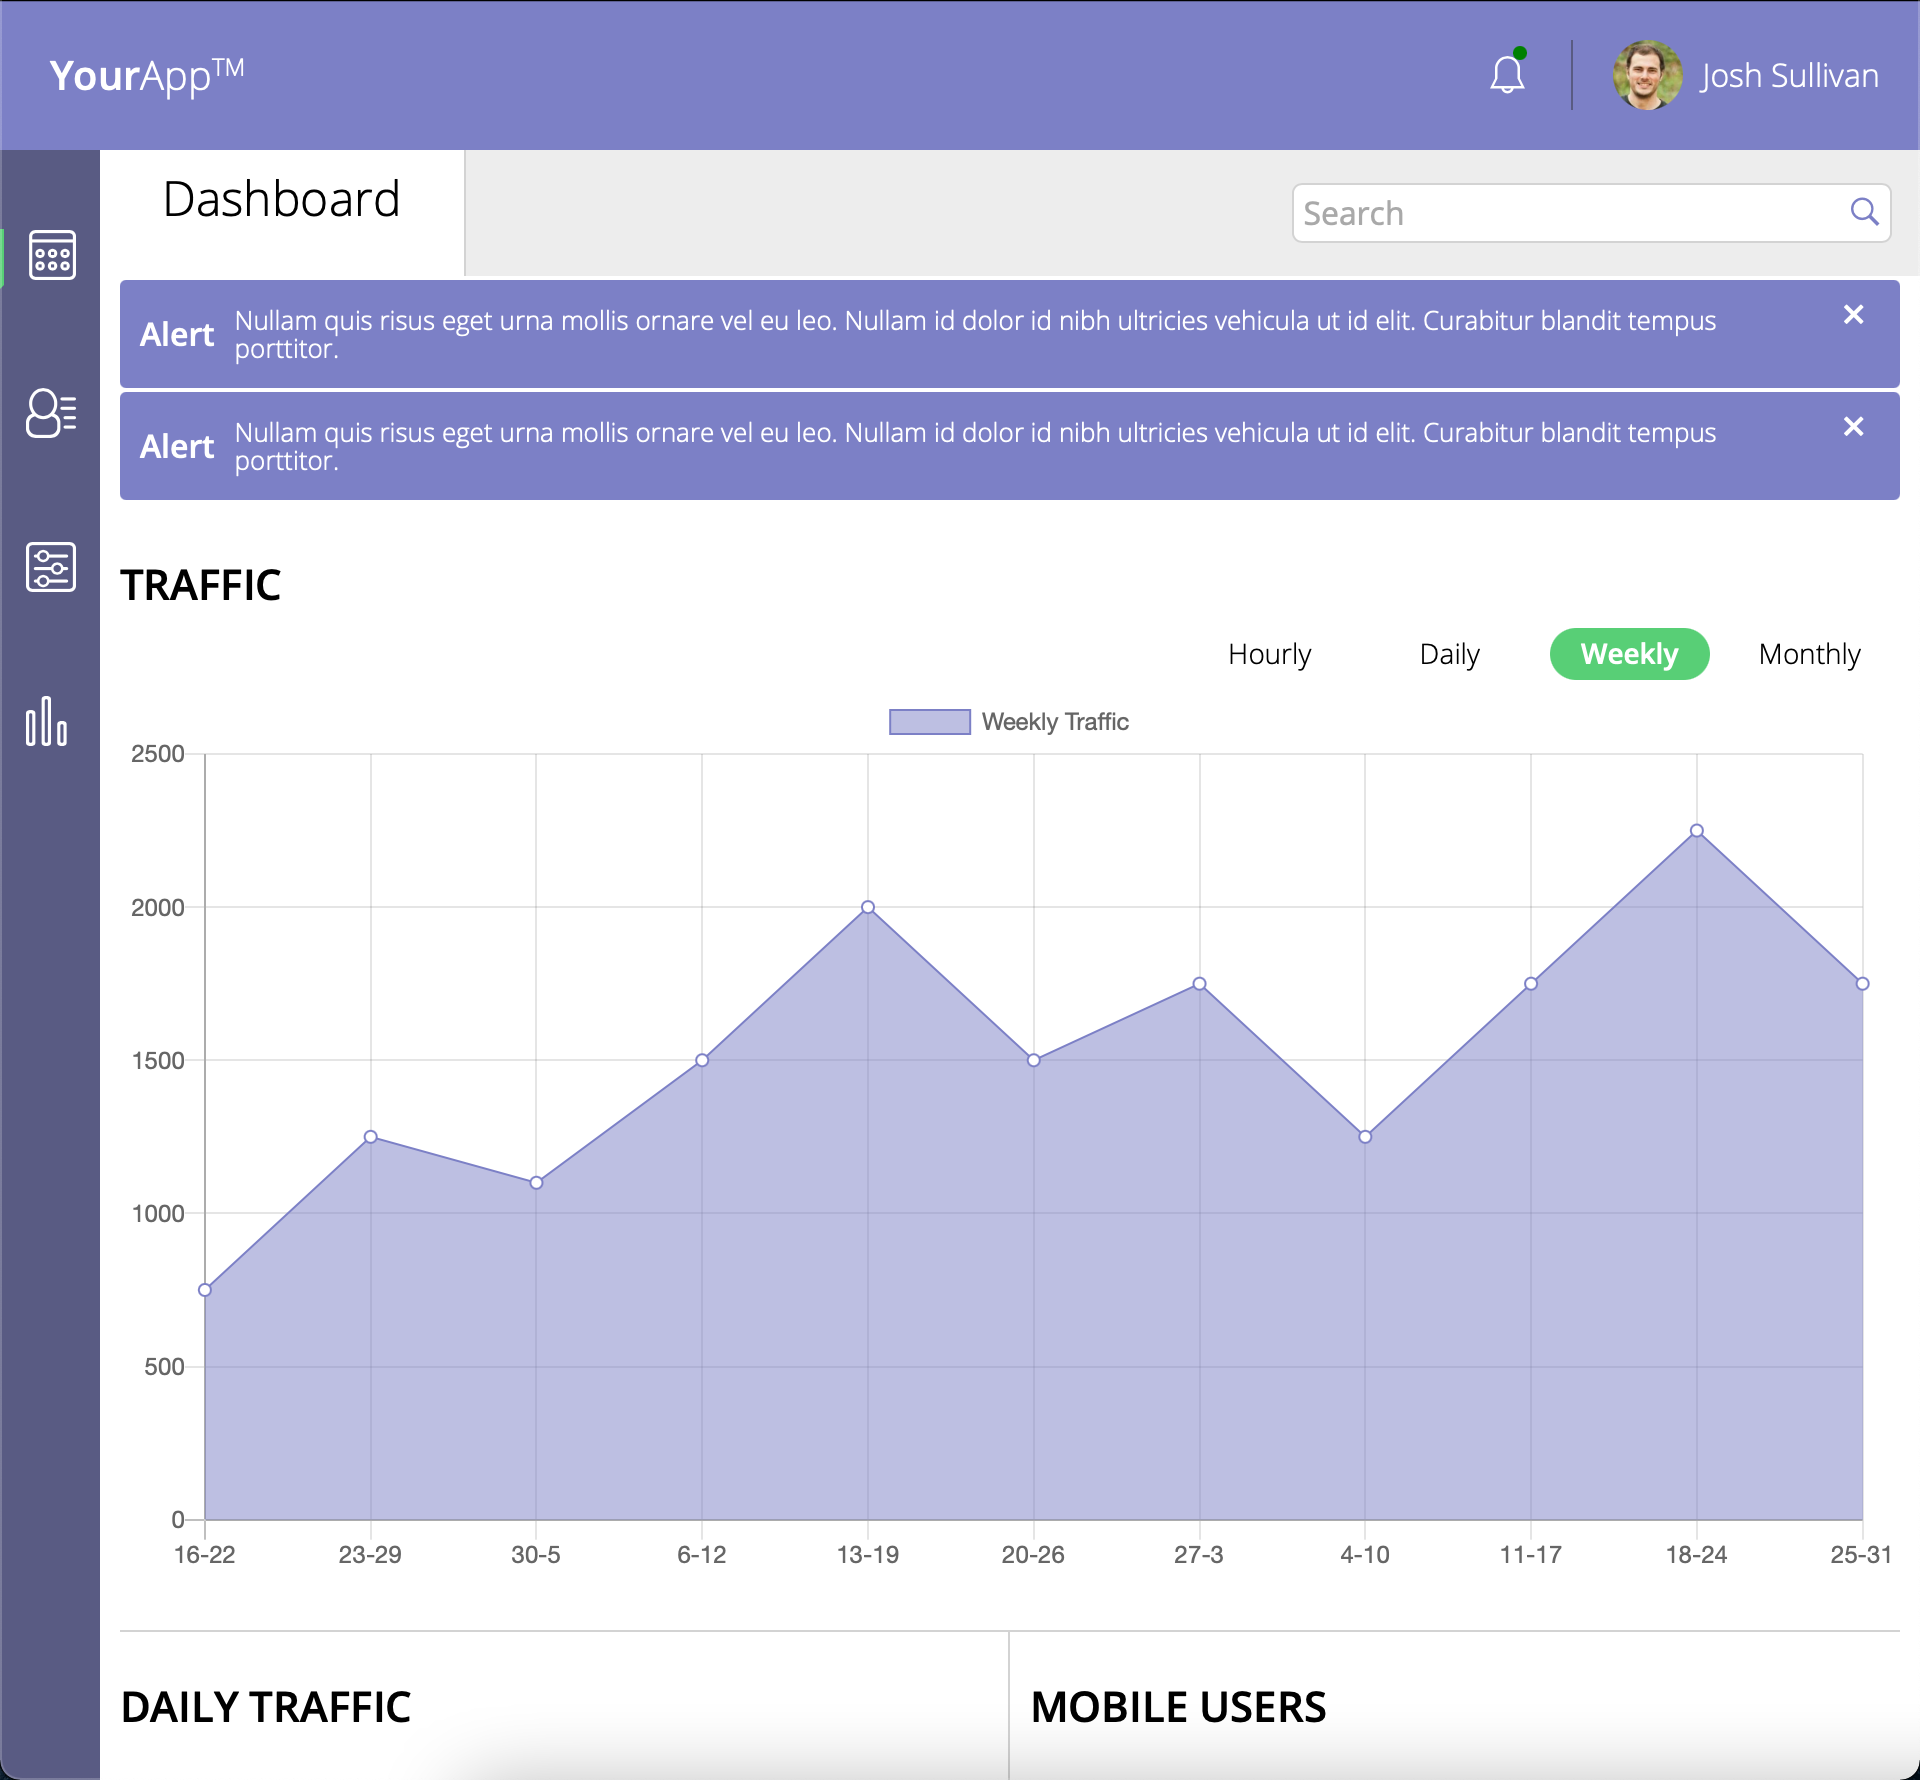 YourApp™
Josh Sullivan
Dashboard
Search
Alert
Nullam quis risus eget urna mollis ornare vel eu leo. Nullam id dolor id nibh ultricies vehicula ut id elit. Curabitur blandit tempus
porttitor.
×
Alert
Nullam quis risus eget urna mollis ornare vel eu leo. Nullam id dolor id nibh ultricies vehicula ut id elit. Curabitur blandit tempus
porttitor.
×
TRAFFIC
Hourly Daily Weekly Monthly
Weekly Traffic
2500
2000
1500
1000
500
0
16-22 23-29 30-5 6-12 13-19 20-26 27-3 4-10 11-17 18-24 25-31
DAILY TRAFFIC
MOBILE USERS